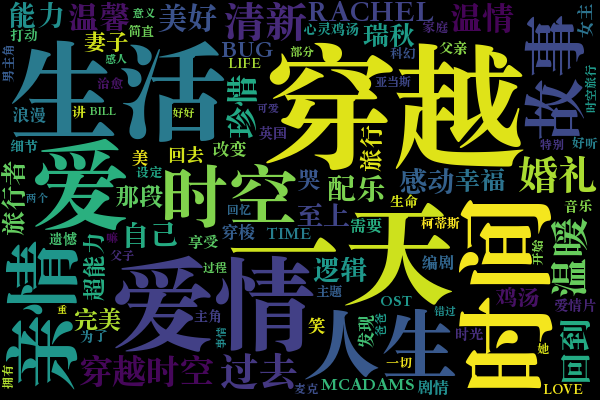 能力
温馨
意义
美好
清新
RACHEL
温情
女主
打动
简直
妻子
感人
BUG
心灵鸡汤
瑞秋
家庭
男主角
生活
LIFE
部分
科幻
父亲
穿越
故事
时空旅行
治愈
亚当斯
浪漫
讲
BILL
好好
珍惜
可爱
英国
旅行
特别
好听
细节
爱
美
回去
改变
设定
哭
配乐
感动
幸福
婚礼
旅行者
两个
那段
时空
回忆
至上
生命
音乐
遗憾
自己
享受
穿梭
TIME
需要
柯蒂斯
一天
时间
开始
温暖
亲情
超能力
父子
爱情
过程
逻辑
主题
编剧
OST
鸡汤
爱情片
重
完美
主角
笑
人生
发现
爸爸
错过
时光
她
回到
为了
事情
一切
拥有
穿越时空
过去
麦克
MCADAMS
剧情
LOVE